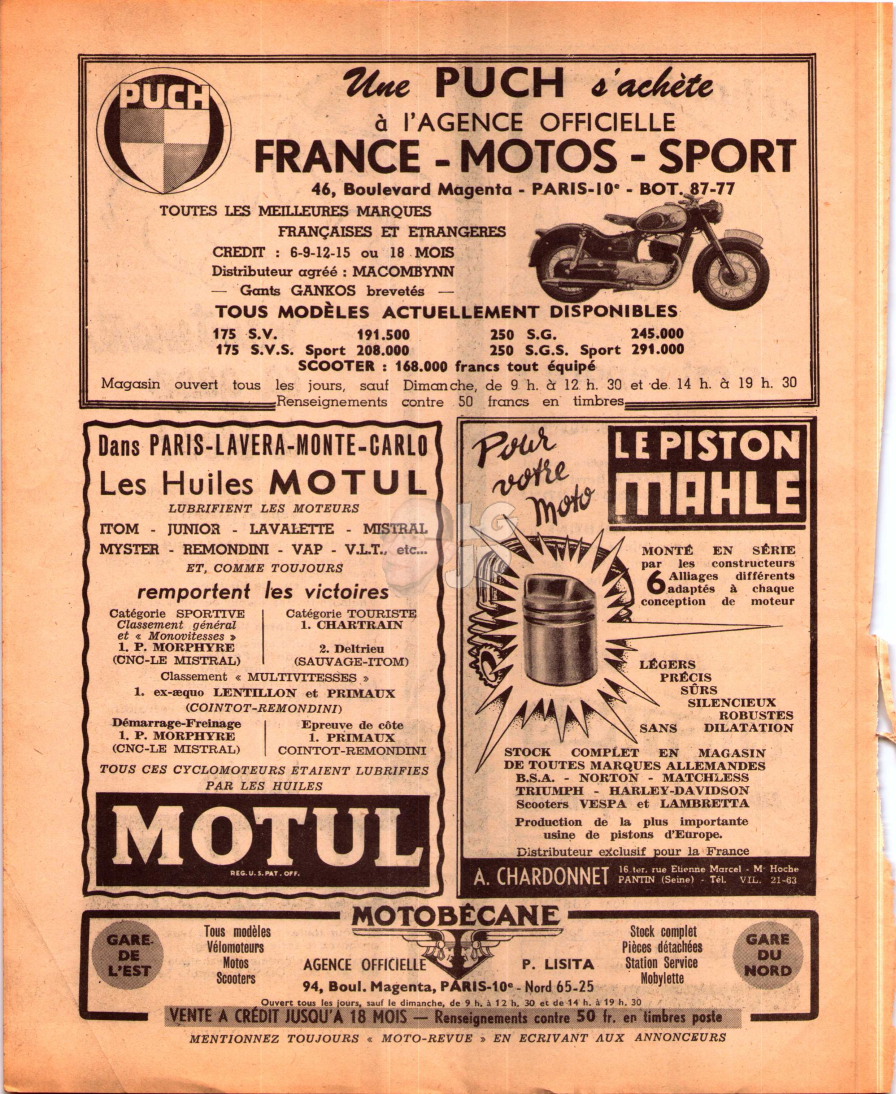 PUCH
Une PUCH s'achète
à l'AGENCE OFFICIELLE
FRANCE - MOTOS - SPORT
46, Boulevard Magenta - PARIS-10e - BOT. 87-77
TOUTES LES MEILLEURES MARQUES
FRANÇAISES ET ETRANGERES
CREDIT : 6-9-12-15 ou 18 MOIS
Distributeur agréé : MACOMBYNN
— Gants GANKOS brevetés —
TOUS MODÈLES ACTUELLEMENT DISPONIBLES
175 S.V. 191.500 250 S.G. 245.000
175 S.V.S. Sport 208.000 250 S.G.S. Sport 291.000
SCOOTER : 168.000 francs tout équipé
Magasin ouvert tous les jours, sauf Dimanche, de 9 h. à 12 h. 30 et de 14 h. à 19 h. 30
Renseignements contre 50 francs en timbres
Dans PARIS-LAVERA-MONTE-CARLO
Les Huiles MOTUL
LUBRIFIENT LES MOTEURS
ITOM - JUNIOR - LAVALETTE - MISTRAL
MYSTER - REMONDINI - VAP - V.L.T., etc...
ET, COMME TOUJOURS
remportent les victoires
Catégorie SPORTIVE
Classement général
et « Monovitesses »
1. P. MORPHYRE
(CNC-LE MISTRAL)
Catégorie TOURISTE
1. CHARTRAIN
2. Deltrieu
(SAUVAGE-ITOM)
Classement « MULTIVITESSES »
1. ex-æquo LENTILLON et PRIMAUX
(COINTOT-REMONDINI)
Démarrage-Freinage
1. P. MORPHYRE
(CNC-LE MISTRAL)
Epreuve de côte
1. PRIMAUX
COINTOT-REMONDINI
TOUS CES CYCLOMOTEURS ETAIENT LUBRIFIES
PAR LES HUILES
MOTUL
REG. U.S. PAT. OFF.
Pour
votre
Moto
LE PISTON
MAHLE
MONTÉ EN SÉRIE
par les constructeurs
6 Alliages différents
adaptés à chaque
conception de moteur
LÉGERS
PRÉCIS
SÛRS
SILENCIEUX
ROBUSTES
SANS DILATATION
STOCK COMPLET EN MAGASIN
DE TOUTES MARQUES ALLEMANDES
B.S.A. - NORTON - MATCHLESS
TRIUMPH - HARLEY-DAVIDSON
Scooters VESPA et LAMBRETTA
Production de la plus importante
usine de pistons d'Europe.
Distributeur exclusif pour la France
A. CHARDONNET
16 ter, rue Etienne Marcel - Mo Hoche
PANTIN (Seine) - Tél. VIL. 21-63
LG
JP
MOTOBÉCANE
GARE
DE
L'EST
Tous modèles
Vélomoteurs
Motos
Scooters
AGENCE OFFICIELLE P. LISITA
94, Boul. Magenta, PARIS-10e - Nord 65-25
Stock complet
Pièces détachées
Station Service
Mobylette
GARE
DU
NORD
Ouvert tous les jours, sauf le dimanche, de 9 h. à 12 h. 30 et de 14 h. à 19 h. 30
VENTE A CRÉDIT JUSQU'A 18 MOIS — Renseignements contre 50 fr. en timbres poste
MENTIONNEZ TOUJOURS « MOTO-REVUE » EN ECRIVANT AUX ANNONCEURS